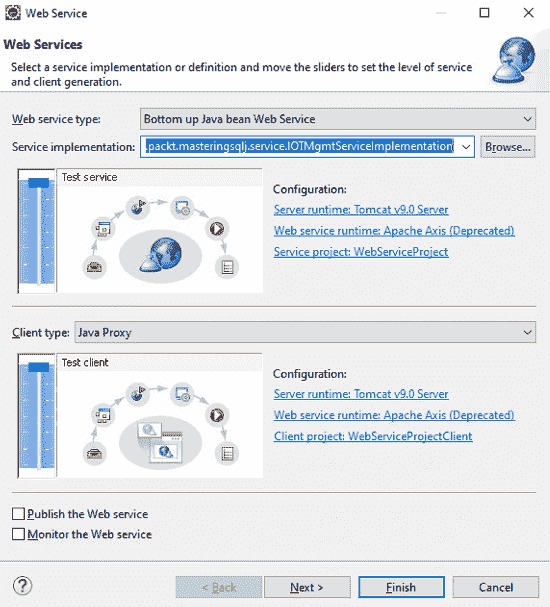 Web Service
Web Services
Select a service implementation or definition and move the sliders to set the level of service
and client generation.
Web service type: Bottom up Java bean Web Service
Service implementation: .packt.masteringsqlj.service.IOTMgmtServiceImplementation Browse...
Test service
Configuration:
Server runtime: Tomcat v9.0 Server
Web service runtime: Apache Axis (Deprecated)
Service project: WebServiceProject
Client type: Java Proxy
Test client
Configuration:
Server runtime: Tomcat v9.0 Server
Web service runtime: Apache Axis (Deprecated)
Client project: WebServiceProjectClient
Publish the Web service
Monitor the Web service
? < Back Next > Finish Cancel